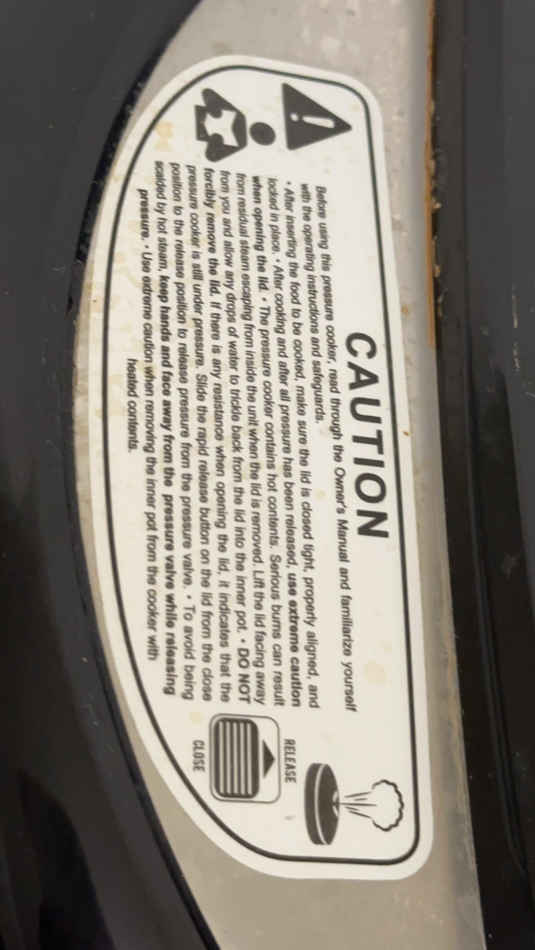 CAUTION
Before using this pressure cooker, read through the Owner's Manual and familiarize yourself
with the operating instructions and safeguards.
• After inserting the food to be cooked, make sure the lid is closed tight, properly aligned, and
locked in place. • After cooking and after all pressure has been released, use extreme caution
when opening the lid. • The pressure cooker contains hot contents. Serious burns can result
from residual steam escaping from inside the unit when the lid is removed. Lift the lid facing away
from you and allow any drops of water to trickle back from the lid into the inner pot. • DO NOT
forcibly remove the lid. If there is any resistance when opening the lid, it indicates that the
pressure cooker is still under pressure. Slide the rapid release button on the lid from the close
position to the release position to release pressure from the pressure valve. • To avoid being
scalded by hot steam, keep hands and face away from the pressure valve while releasing
pressure. • Use extreme caution when removing the inner pot from the cooker with
heated contents.
RELEASE
CLOSE